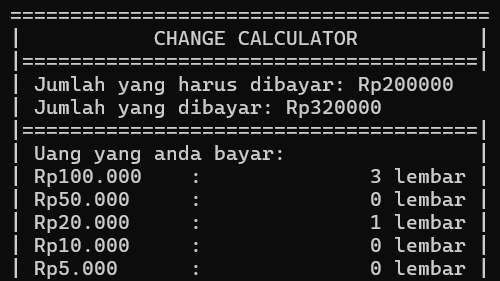 ========================================
|           CHANGE CALCULATOR          |
|======================================|
| Jumlah yang harus dibayar: Rp200000
| Jumlah yang dibayar: Rp320000
|======================================|
| Uang yang anda bayar:                |
| Rp100.000    :              3 lembar |
| Rp50.000     :              0 lembar |
| Rp20.000     :              1 lembar |
| Rp10.000     :              0 lembar |
| Rp5.000      :              0 lembar |